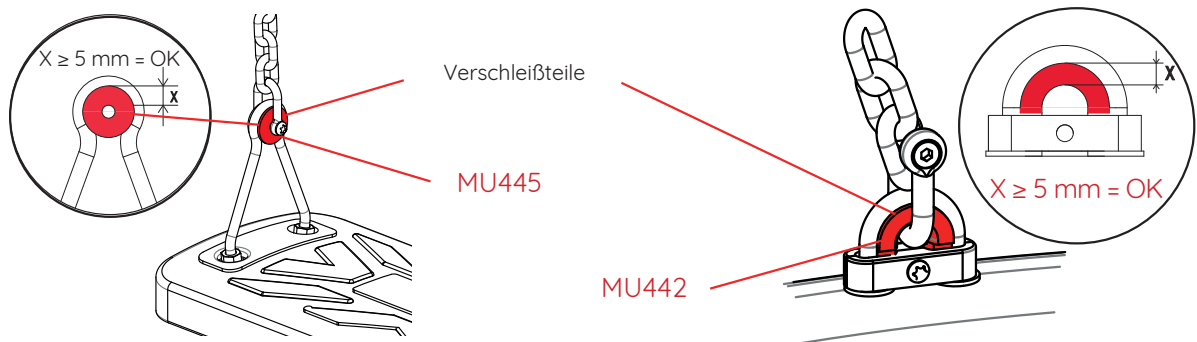 X ≥ 5 mm = OK
X
Verschleißteile
MU445
X
X ≥ 5 mm = OK
MU442